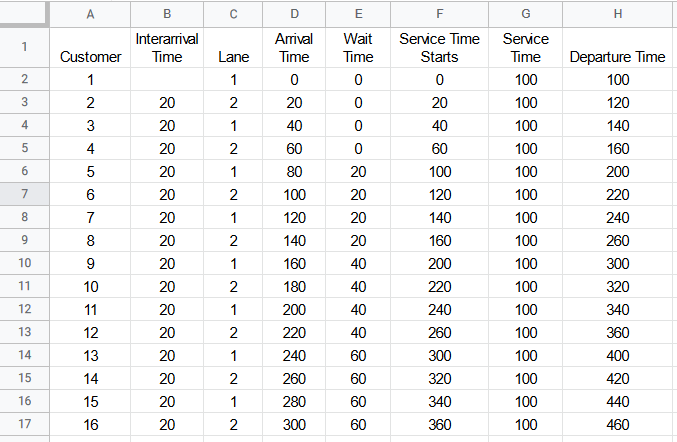 A B C D E F G H
1 Customer Interarrival Time Lane Arrival Time Wait Time Service Time Starts Service Time Departure Time
2 1 1 0 0 0 100 100
3 2 20 2 20 0 20 100 120
4 3 20 1 40 0 40 100 140
5 4 20 2 60 0 60 100 160
6 5 20 1 80 20 100 100 200
7 6 20 2 100 20 120 100 220
8 7 20 1 120 20 140 100 240
9 8 20 2 140 20 160 100 260
10 9 20 1 160 40 200 100 300
11 10 20 2 180 40 220 100 320
12 11 20 1 200 40 240 100 340
13 12 20 2 220 40 260 100 360
14 13 20 1 240 60 300 100 400
15 14 20 2 260 60 320 100 420
16 15 20 1 280 60 340 100 440
17 16 20 2 300 60 360 100 460